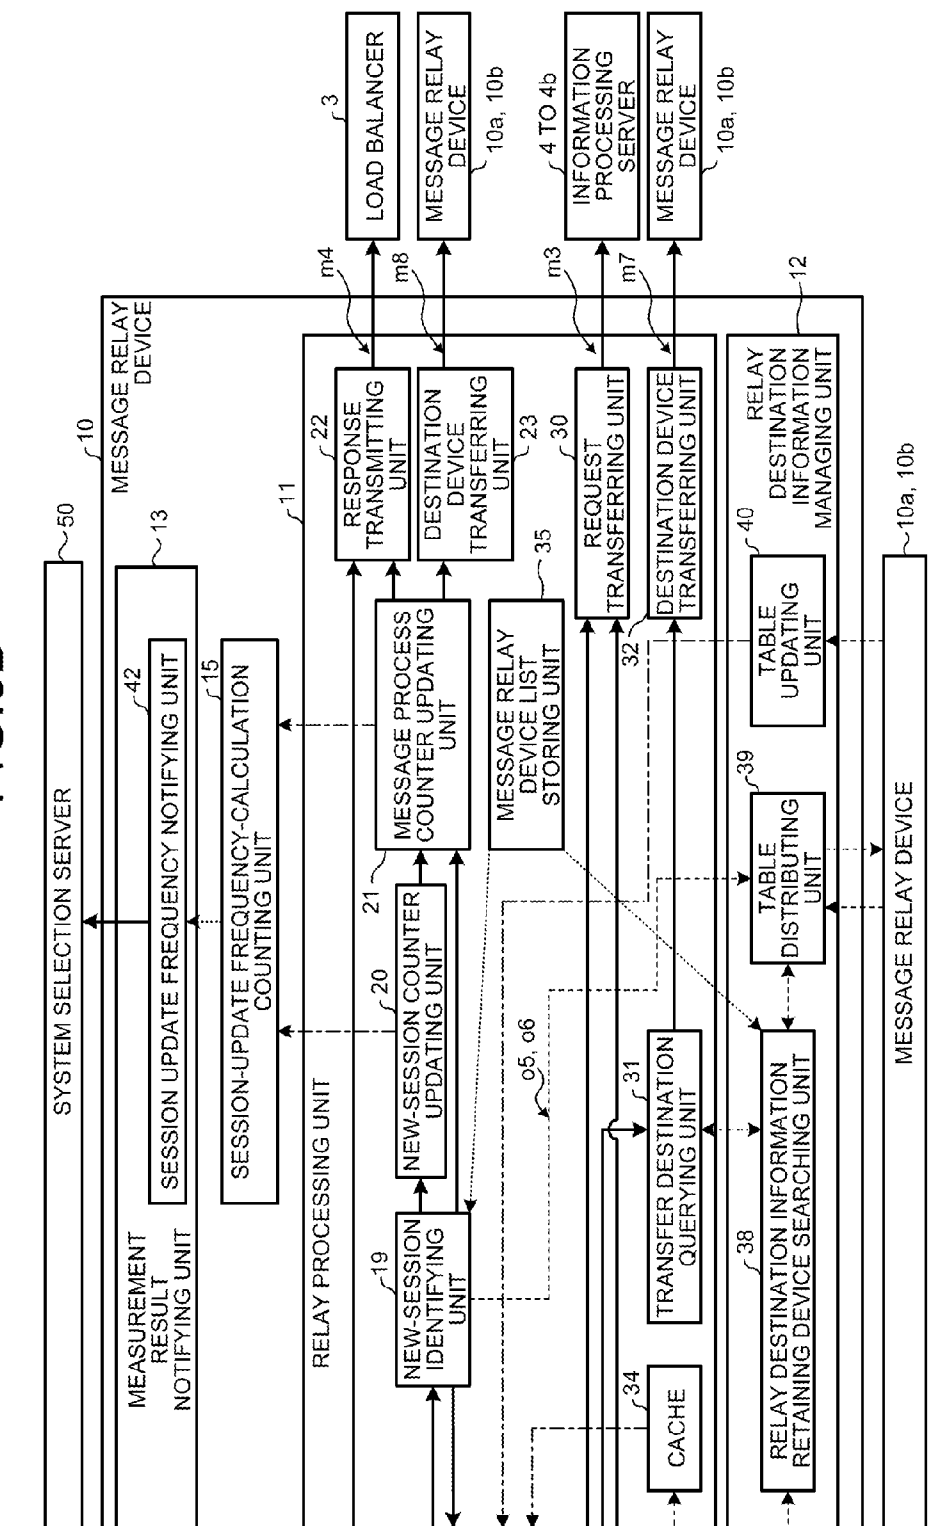 SYSTEM SELECTION SERVER
50
10
MESSAGE RELAY
DEVICE
13
MEASUREMENT
RESULT
NOTIFYING UNIT
42
SESSION UPDATE FREQUENCY NOTIFYING UNIT
15
SESSION-UPDATE FREQUENCY-CALCULATION
COUNTING UNIT
11
RELAY PROCESSING UNIT
19
NEW-SESSION
IDENTIFYING
UNIT
20
NEW-SESSION COUNTER
UPDATING UNIT
21
MESSAGE PROCESS
COUNTER UPDATING
UNIT
22
RESPONSE
TRANSMITTING
UNIT
23
DESTINATION
DEVICE
TRANSFERRING
UNIT
m4
3
LOAD BALANCER
m8
MESSAGE RELAY
DEVICE
10a, 10b
35
MESSAGE RELAY
DEVICE LIST
STORING UNIT
o5, o6
30
REQUEST
TRANSFERRING UNIT
m3
4 TO 4b
INFORMATION
PROCESSING
SERVER
34
CACHE
31
TRANSFER DESTINATION
QUERYING UNIT
32
DESTINATION DEVICE
TRANSFERRING UNIT
m7
MESSAGE RELAY
DEVICE
10a, 10b
12
RELAY
DESTINATION
INFORMATION
MANAGING UNIT
38
RELAY DESTINATION INFORMATION
RETAINING DEVICE SEARCHING UNIT
39
TABLE
DISTRIBUTING
UNIT
40
TABLE
UPDATING
UNIT
MESSAGE RELAY DEVICE
10a, 10b